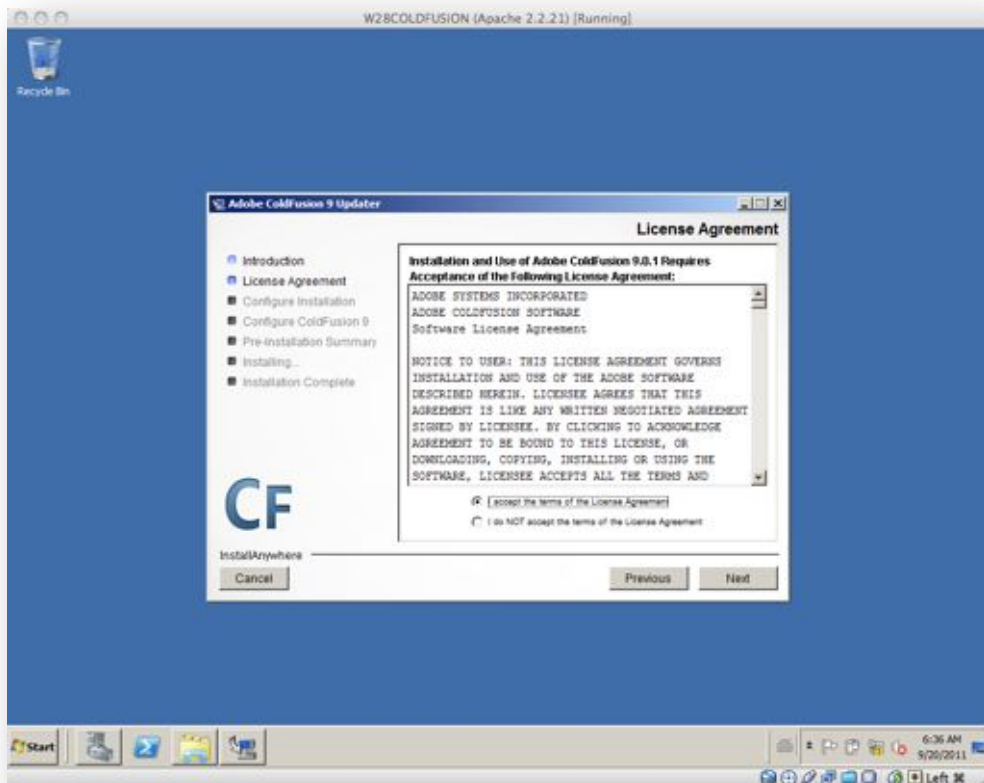 W28COLDFUSION (Apache 2.2.21) [Running]
Recycle Bin
Adobe ColdFusion 9 Updater
License Agreement
Introduction
License Agreement
Configure Installation
Configure ColdFusion 9
Pre-Installation Summary
Installing...
Installation Complete
Installation and Use of Adobe ColdFusion 9.0.1 Requires
Acceptance of the Following License Agreement:
ADOBE SYSTEMS INCORPORATED
ADOBE COLDFUSION SOFTWARE
Software License Agreement
NOTICE TO USER: THIS LICENSE AGREEMENT GOVERNS
INSTALLATION AND USE OF THE ADOBE SOFTWARE
DESCRIBED HEREIN. LICENSEE AGREES THAT THIS
AGREEMENT IS LIKE ANY WRITTEN NEGOTIATED AGREEMENT
SIGNED BY LICENSEE. BY CLICKING TO ACKNOWLEDGE
AGREEMENT TO BE BOUND TO THIS LICENSE, OR
DOWNLOADING, COPYING, INSTALLING OR USING THE
SOFTWARE, LICENSEE ACCEPTS ALL THE TERMS AND
I accept the terms of the License Agreement
I do NOT accept the terms of the License Agreement
CF
InstallAnywhere
Cancel
Previous
Next
Start
6:36 AM
9/20/2011
Left ⌘